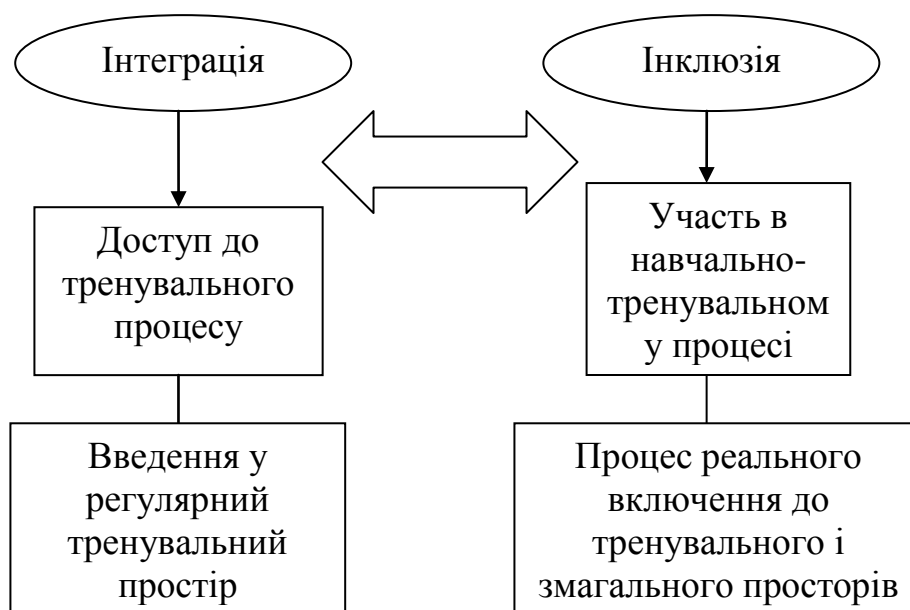 Інтеграція
Інклюзія
Доступ до
тренувального
процесу
Участь в
навчально-
тренувальном
у процесі
Введення у
регулярний
тренувальний
простір
Процес реального
включення до
тренувального і
змагального просторів